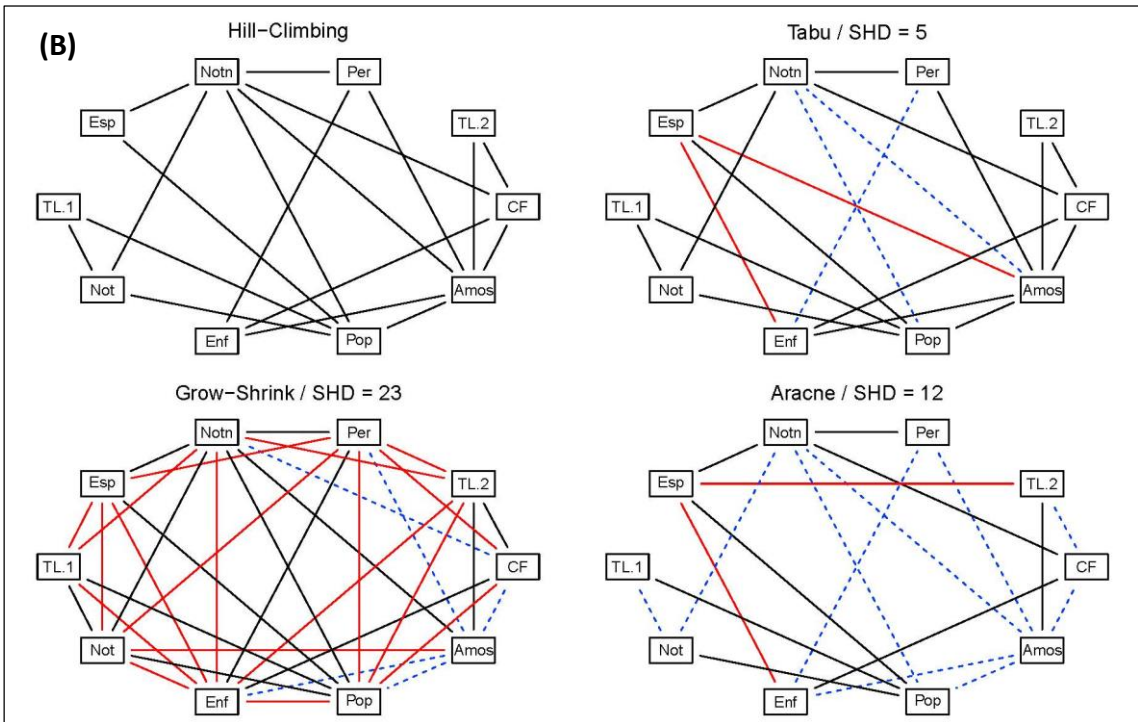 (B)
Hill−Climbing
Notn
Per
Esp
TL.2
TL.1
CF
Not
Amos
Enf
Pop
Tabu / SHD = 5
Notn
Per
Esp
TL.2
TL.1
CF
Not
Amos
Enf
Pop
Grow−Shrink / SHD = 23
Notn
Per
Esp
TL.2
TL.1
CF
Not
Amos
Enf
Pop
Aracne / SHD = 12
Notn
Per
Esp
TL.2
TL.1
CF
Not
Amos
Enf
Pop